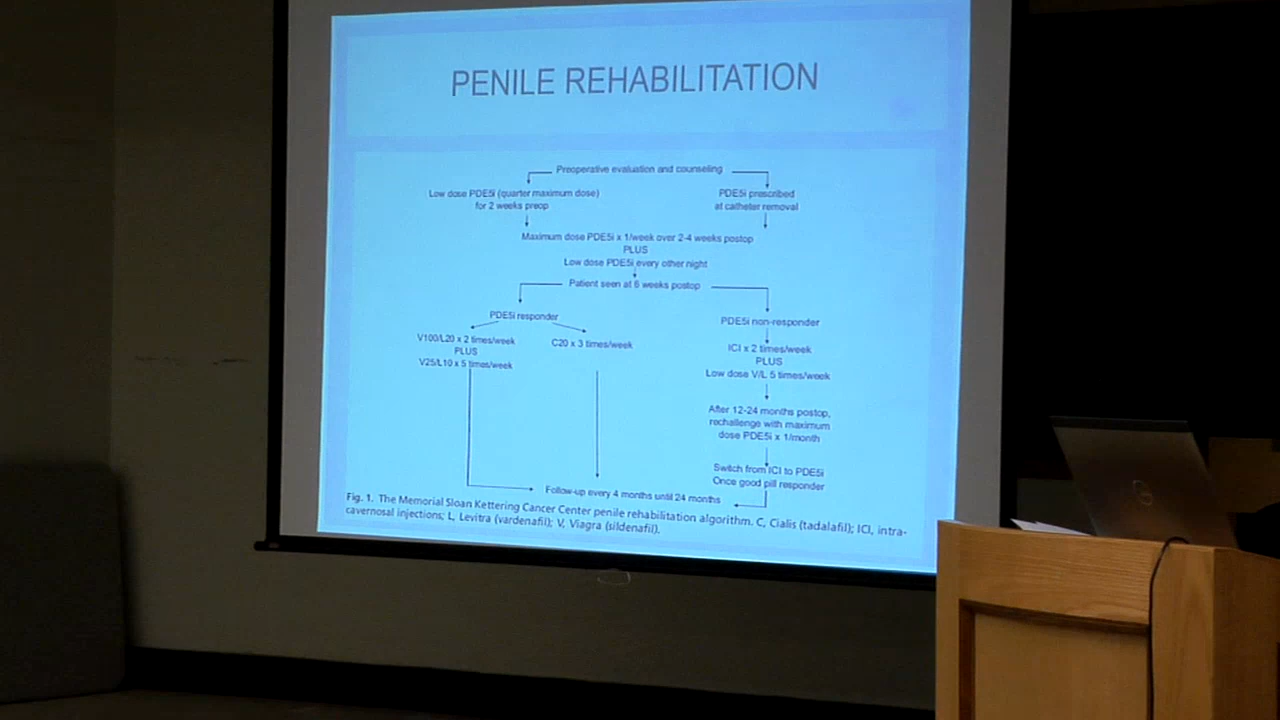 PENILE REHABILITATION
Preoperative evaluation and counseling
Low dose PDE5i (quarter maximum dose)
for 2 weeks preop
PDE5i prescribed
at catheter removal
Maximum dose PDE5i x 1/week over 2-4 weeks postop
PLUS
Low dose PDE5i every other night
Patient seen at 6 weeks postop
PDE5i responder
V100/L20 x 2 times/week
PLUS
V25/L10 x 5 times/week
C20 x 3 times/week
PDE5i non-responder
ICI x 2 times/week
PLUS
Low dose V/L 5 times/week
After 12-24 months postop,
rechallenge with maximum
dose PDE5i x 1/month
Switch from ICI to PDE5i
Once good pill responder
Follow-up every 4 months until 24 months
Fig. 1. The Memorial Sloan Kettering Cancer Center penile rehabilitation algorithm. C, Cialis (tadalafil); ICI, intra-
cavernosal injections; L, Levitra (vardenafil); V, Viagra (sildenafil).